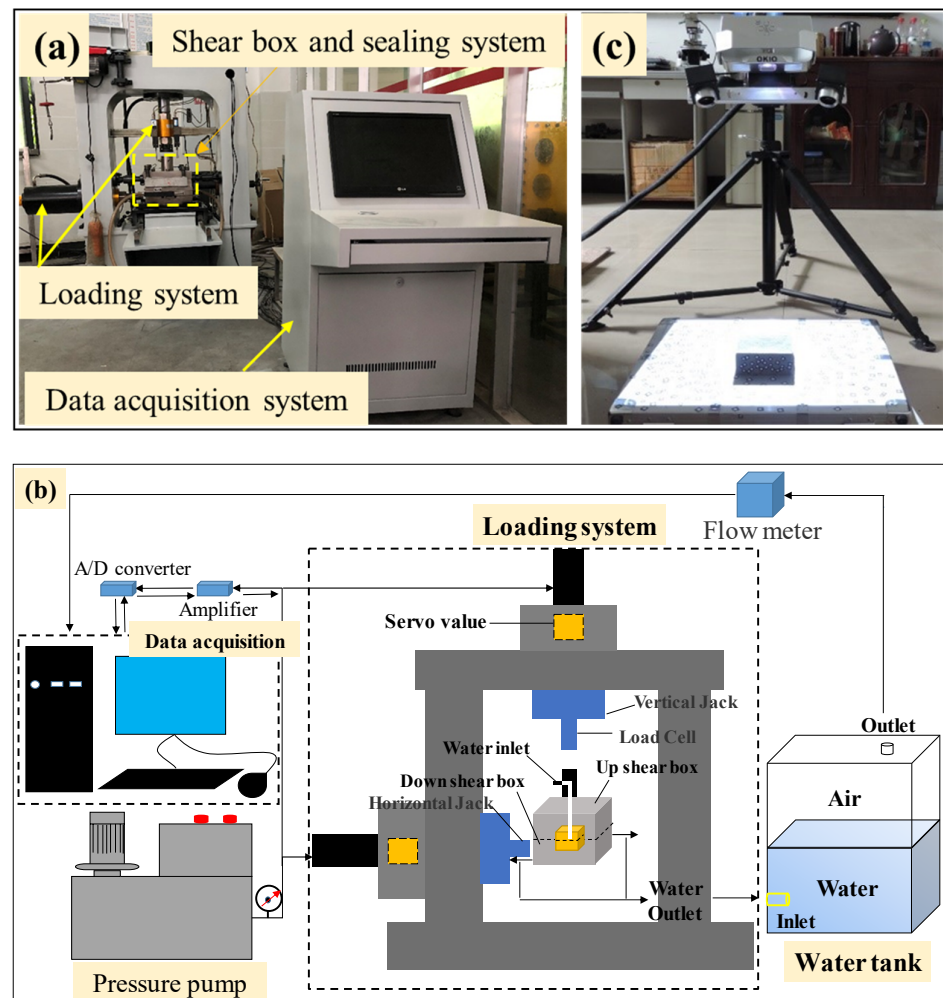 (a)
Shear box and sealing system
Loading system
Data acquisition system
(c)
OKIO
(b)
Flow meter
Loading system
A/D converter
Amplifier
Servo value
Data acquisition
Vertical Jack
Load Cell
Water inlet
Up shear box
Down shear box
Horizontal Jack
Outlet
Air
Water
Water
Outlet
Inlet
Pressure pump
Water tank